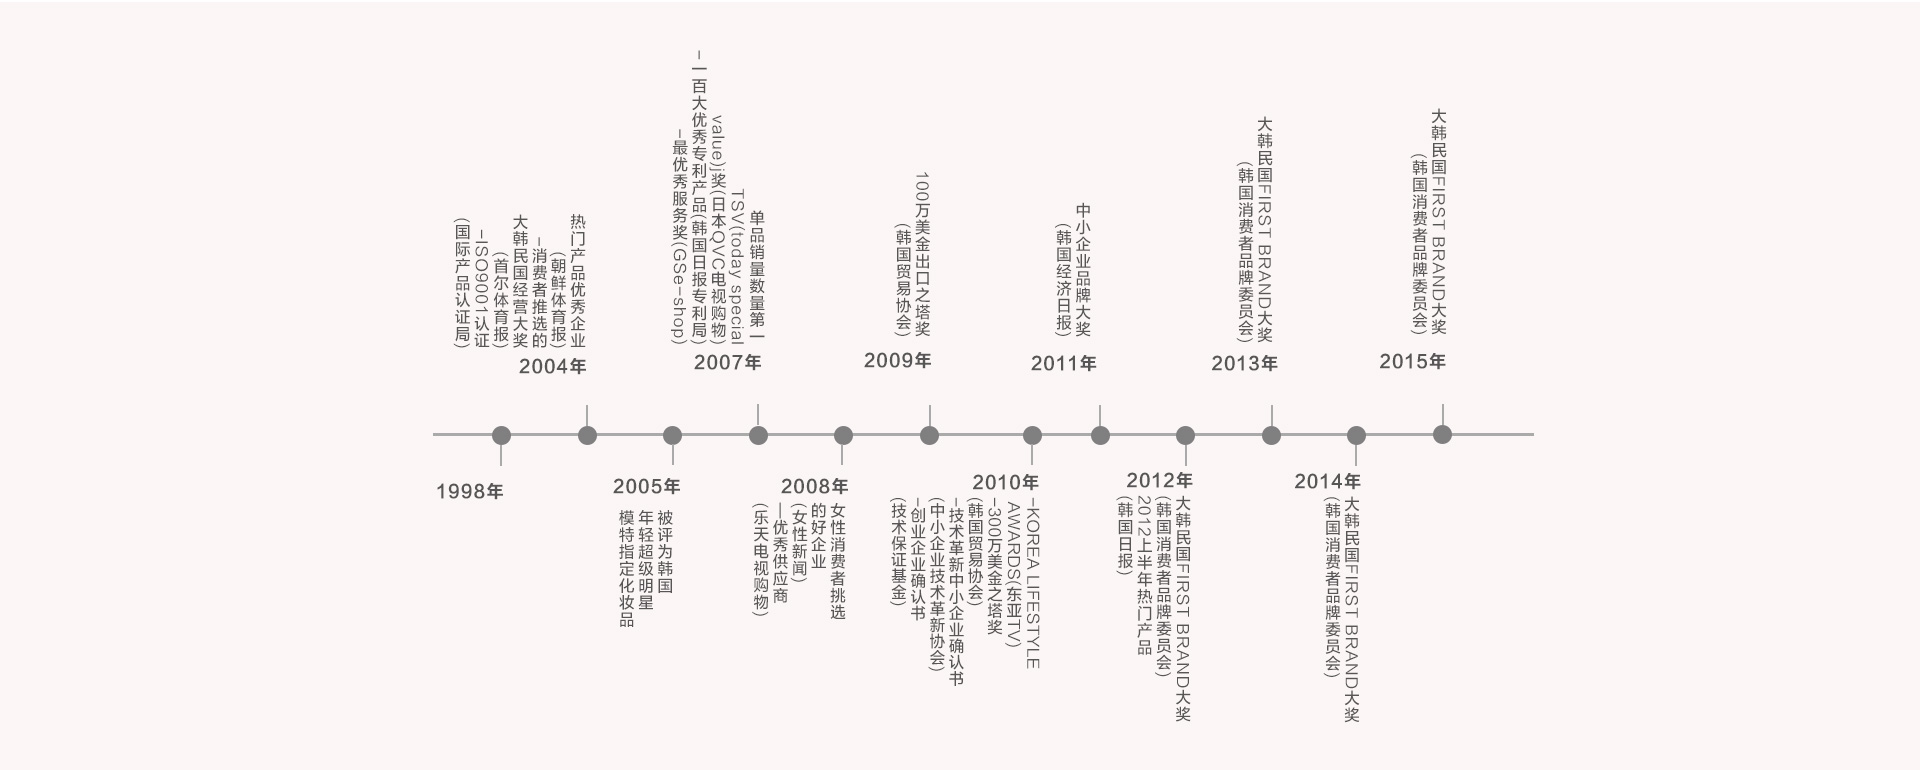 1998年
2004年
热门产品优秀企业
(朝鲜体育报)
-消费者推选的
大韩民国经营大奖
(首尔体育报)
-ISO9001认证
(国际产品认证局)
2005年
被评为韩国
年轻超级明星
模特指定化妆品
2007年
单品销量数量第一
TSV(today special
value)j奖(日本QVC电视购物)
-一百大优秀专利产品(韩国日报专利局)
-最优秀服务奖(GSe-shop)
2008年
女性消费者挑选
的好企业
(女性新闻)
—优秀供应商
(乐天电视购物)
2009年
100万美金出口之塔奖
(韩国贸易协会)
2010年
-KOREA LIFESTYLE
AWARDS(东亚TV)
-300万美金之塔奖
(韩国贸易协会)
-技术革新中小企业确认书
(中小企业技术革新协会)
-创业企业确认书
(技术保证基金)
2011年
中小企业品牌大奖
(韩国经济日报)
2012年
大韩民国FIRST BRAND大奖
(韩国消费者品牌委员会)
2012上半年热门产品
(韩国日报)
2013年
大韩民国FIRST BRAND大奖
(韩国消费者品牌委员会)
2014年
大韩民国FIRST BRAND大奖
(韩国消费者品牌委员会)
2015年
大韩民国FIRST BRAND大奖
(韩国消费者品牌委员会)